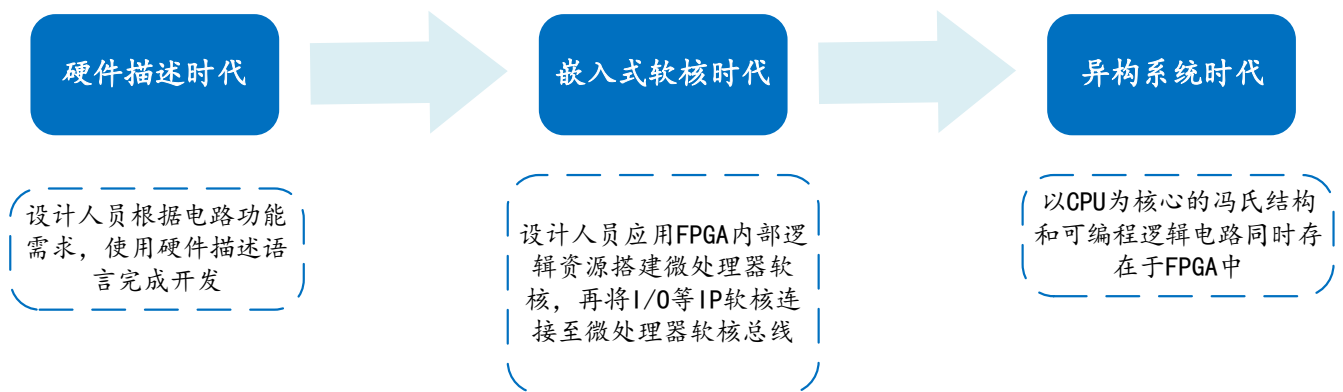 硬件描述时代
嵌入式软核时代
异构系统时代
设计人员根据电路功能
需求，使用硬件描述语
言完成开发
设计人员应用FPGA内部逻
辑资源搭建微处理器软
核，再将I/O等IP软核连
接至微处理器软核总线
以CPU为核心的冯氏结构
和可编程逻辑电路同时存
在于FPGA中